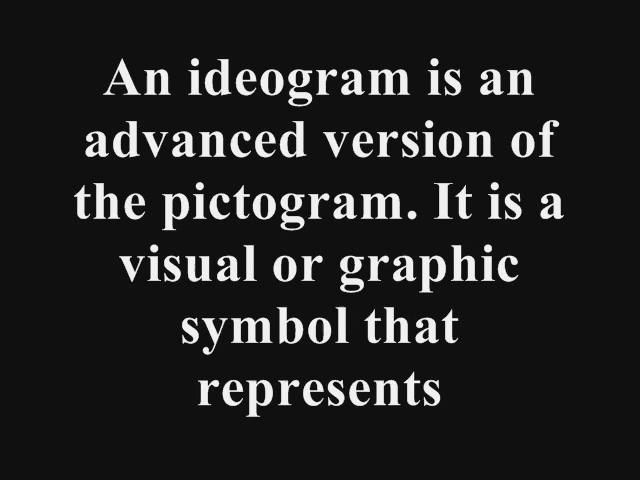 An ideogram is an
advanced version of
the pictogram. It is a
visual or graphic
symbol that
represents